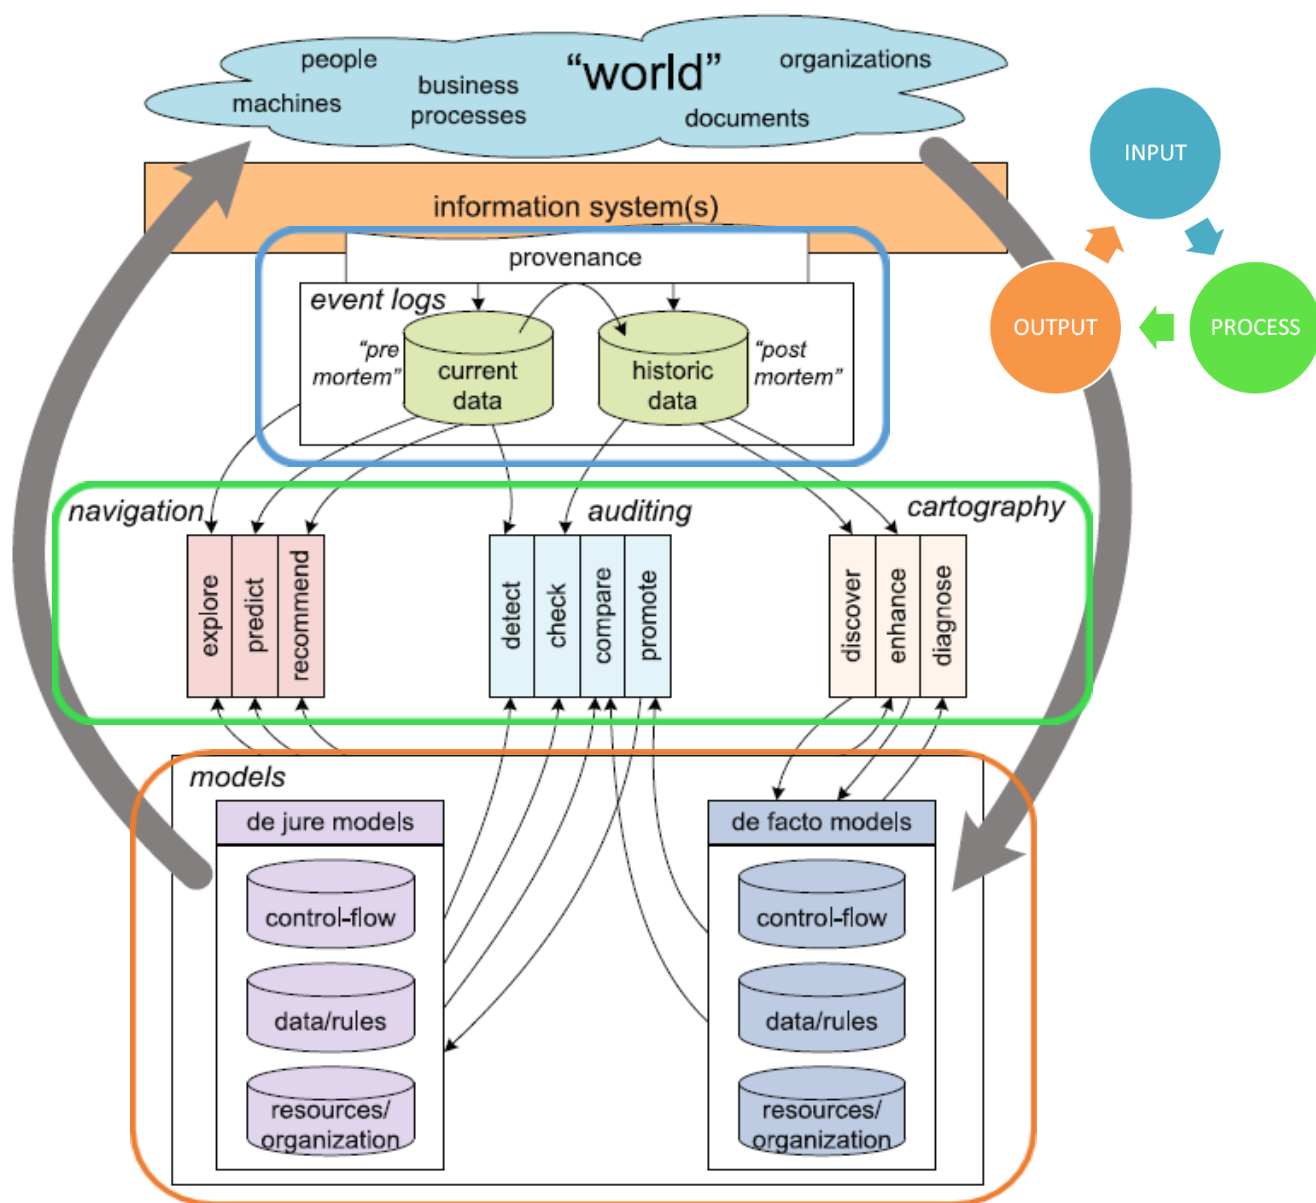 people
“world”
organizations
machines
business
processes
documents
INPUT
information system(s)
provenance
event logs
“pre
mortem”
current
data
historic
data
“post
mortem”
OUTPUT
PROCESS
navigation
auditing
cartography
explore
predict
recommend
detect
check
compare
promote
discover
enhance
diagnose
models
de jure models
control-flow
data/rules
resources/
organization
de facto models
control-flow
data/rules
resources/
organization